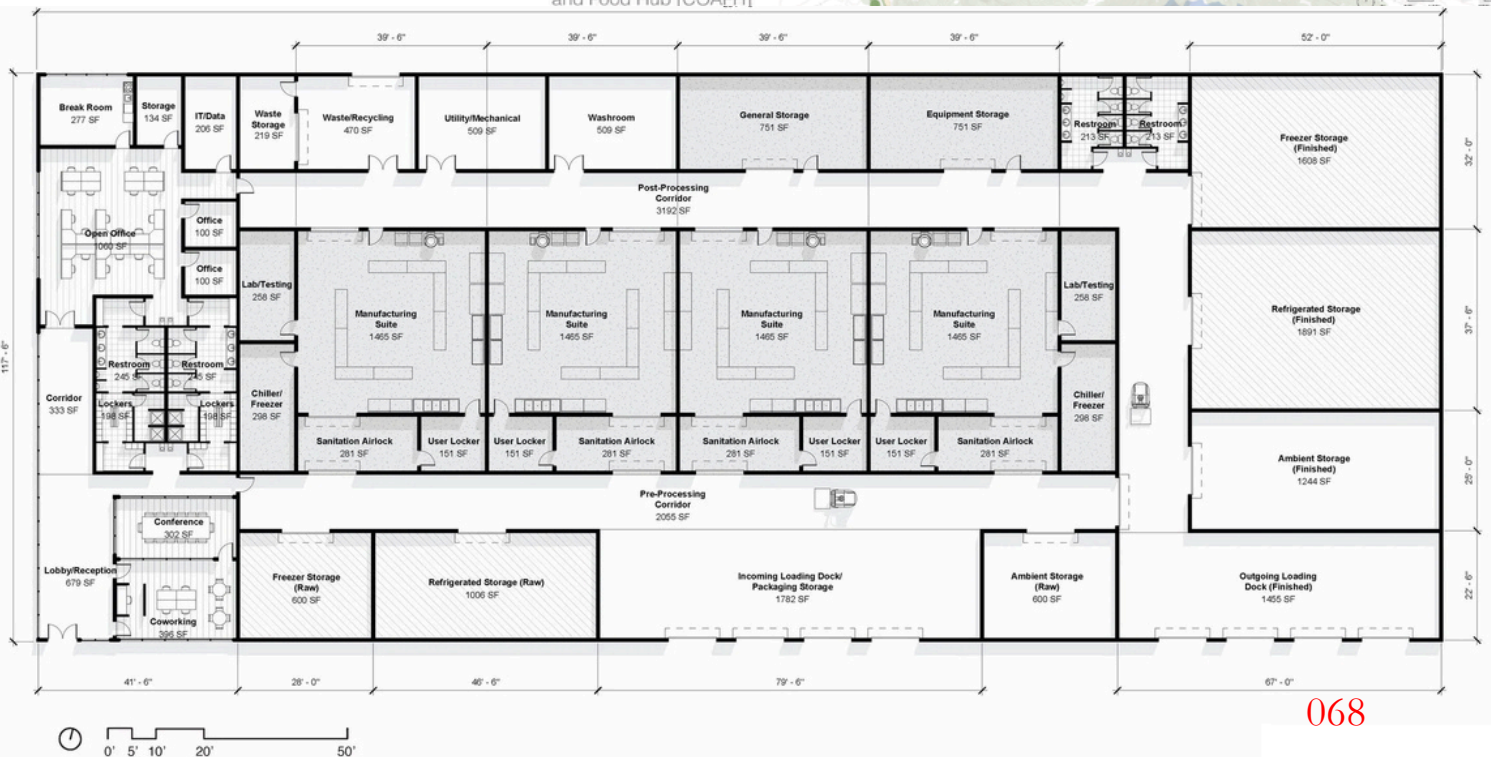 and Food Hub [COAFH]
39' - 6"
39' - 6"
39' - 6"
39' - 6"
52' - 0"
Break Room
277 SF
Storage
134 SF
IT/Data
206 SF
Waste
Storage
219 SF
Waste/Recycling
470 SF
Utility/Mechanical
509 SF
Washroom
509 SF
General Storage
751 SF
Equipment Storage
751 SF
Restroom
213 SF
Restroom
213 SF
Freezer Storage
(Finished)
1608 SF
32' - 0"
Post-Processing
Corridor
3192 SF
Open Office
1060 SF
Office
100 SF
Office
100 SF
Lab/Testing
258 SF
Manufacturing
Suite
1465 SF
Manufacturing
Suite
1465 SF
Manufacturing
Suite
1465 SF
Manufacturing
Suite
1465 SF
Lab/Testing
258 SF
Refrigerated Storage
(Finished)
1891 SF
37' - 6"
117' - 6"
Restroom
245 SF
Restroom
245 SF
Corridor
333 SF
Lockers
198 SF
Lockers
198 SF
Chiller/
Freezer
298 SF
Chiller/
Freezer
298 SF
Sanitation Airlock
281 SF
User Locker
151 SF
User Locker
151 SF
Sanitation Airlock
281 SF
Sanitation Airlock
281 SF
User Locker
151 SF
User Locker
151 SF
Sanitation Airlock
281 SF
Ambient Storage
(Finished)
1244 SF
25' - 0"
Pre-Processing
Corridor
2055 SF
Conference
302 SF
Lobby/Reception
679 SF
Coworking
396 SF
Freezer Storage
(Raw)
600 SF
Refrigerated Storage (Raw)
1006 SF
Incoming Loading Dock/
Packaging Storage
1782 SF
Ambient Storage
(Raw)
600 SF
Outgoing Loading
Dock (Finished)
1455 SF
22' - 6"
41' - 6"
28' - 0"
46' - 6"
79' - 6"
67' - 0"
068
0' 5' 10' 20' 50'